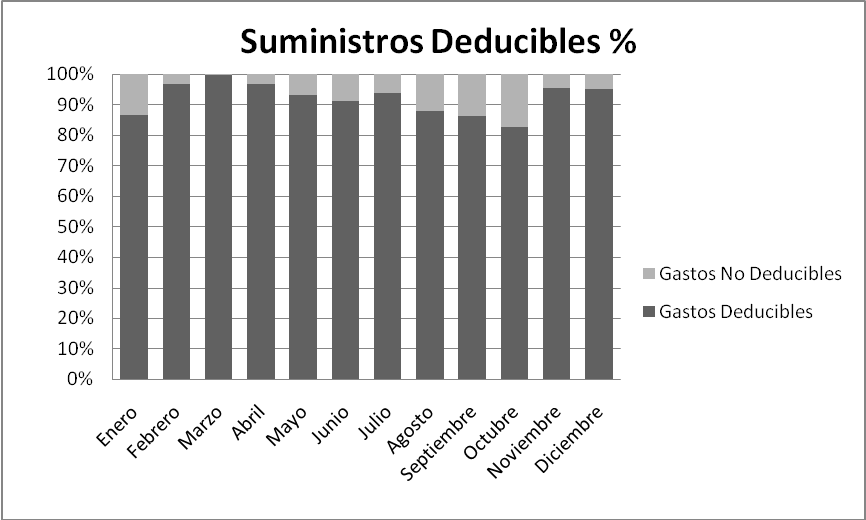 Suministros Deducibles %
100%
90%
80%
70%
60%
50%
40%
30%
20%
10%
0%
Enero
Febrero
Marzo
Abril
Mayo
Junio
Julio
Agosto
Septiembre
Octubre
Noviembre
Diciembre
Gastos No Deducibles
Gastos Deducibles